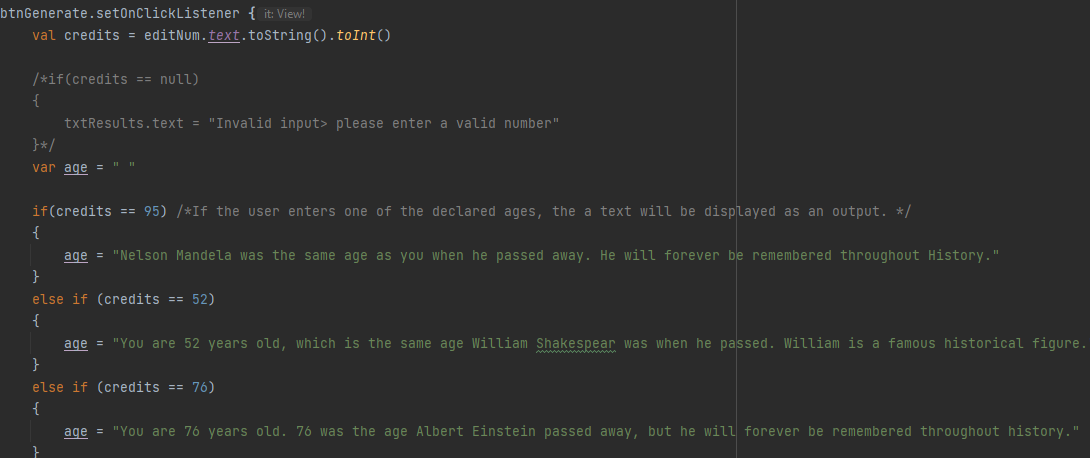 btnGenerate.setOnClickListener { it: View!
val credits = editNum.text.toString().toInt()
/*if(credits == null)
{
txtResults.text = "Invalid input> please enter a valid number"
}*/
var age = " "
if(credits == 95) /*If the user enters one of the declared ages, the a text will be displayed as an output. */
{
age = "Nelson Mandela was the same age as you when he passed away. He will forever be remembered throughout History."
}
else if (credits == 52)
{
age = "You are 52 years old, which is the same age William Shakespear was when he passed. William is a famous historical figure.
}
else if (credits == 76)
{
age = "You are 76 years old. 76 was the age Albert Einstein passed away, but he will forever be remembered throughout history."
}